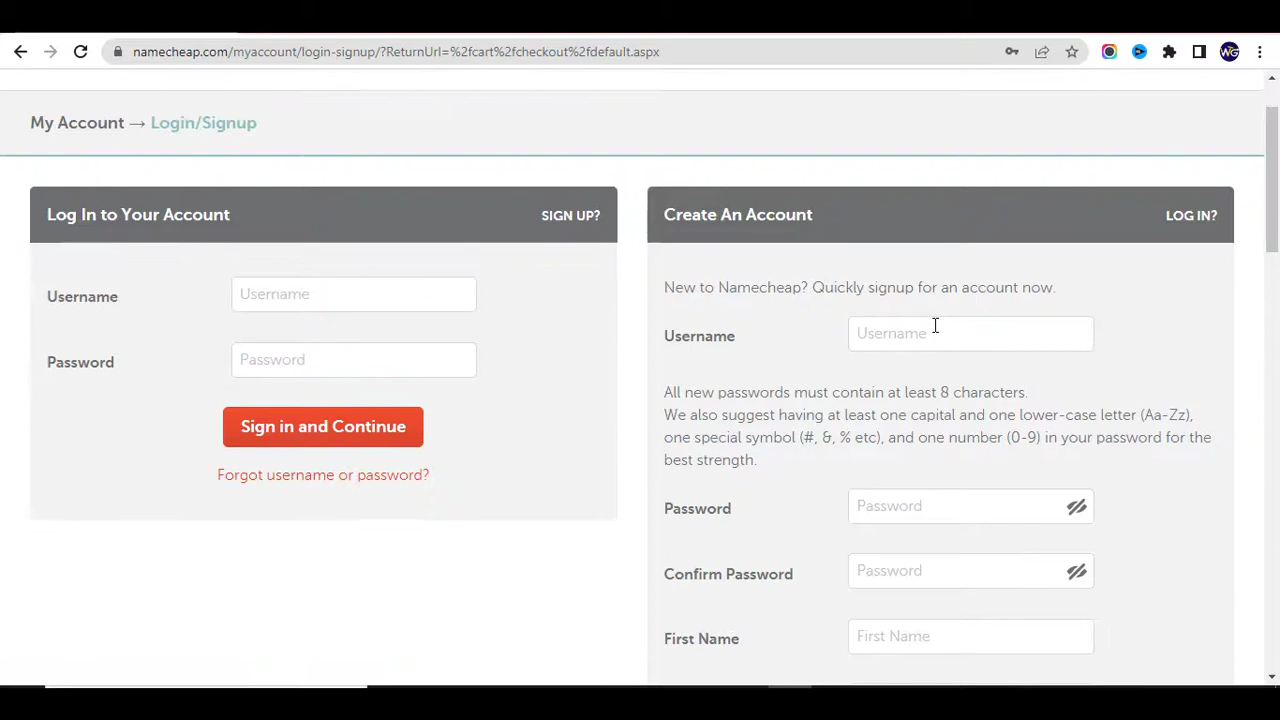 namecheap.com/myaccount/login-signup/?ReturnUrl=%2fcart%2fcheckout%2fdefault.aspx
WG
My Account → Login/Signup
Log In to Your Account
SIGN UP?
Username
Username
Password
Password
Sign in and Continue
Forgot username or password?
Create An Account
LOG IN?
New to Namecheap? Quickly signup for an account now.
Username
Username
All new passwords must contain at least 8 characters.
We also suggest having at least one capital and one lower-case letter (Aa-Zz),
one special symbol (#, &, % etc), and one number (0-9) in your password for the
best strength.
Password
Password
Confirm Password
Password
First Name
First Name